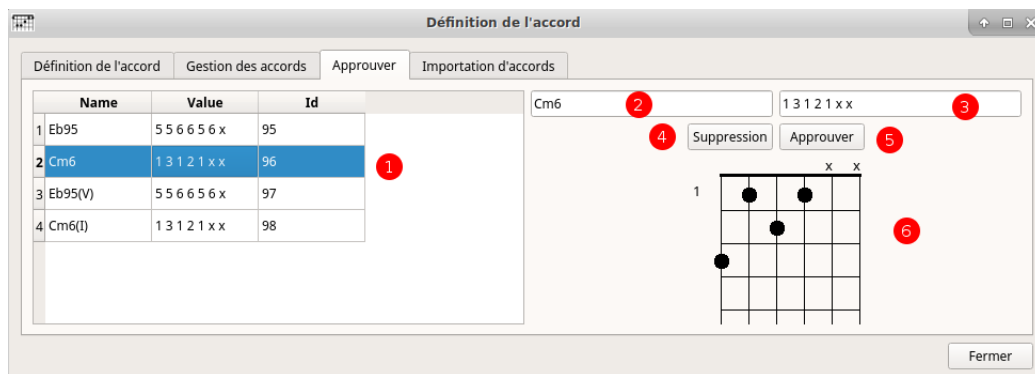 Définition de l'accord
Définition de l'accord Gestion des accords Approuver Importation d'accords
Name Value Id
1 Eb95 5 5 6 6 5 6 x 95
2 Cm6 1 3 1 2 1 x x 96
3 Eb95(V) 5 5 6 6 5 6 x 97
4 Cm6(I) 1 3 1 2 1 x x 98
1
Cm6 2 1 3 1 2 1 x x 3
4 Suppression Approuver 5
x x
1
6
Fermer